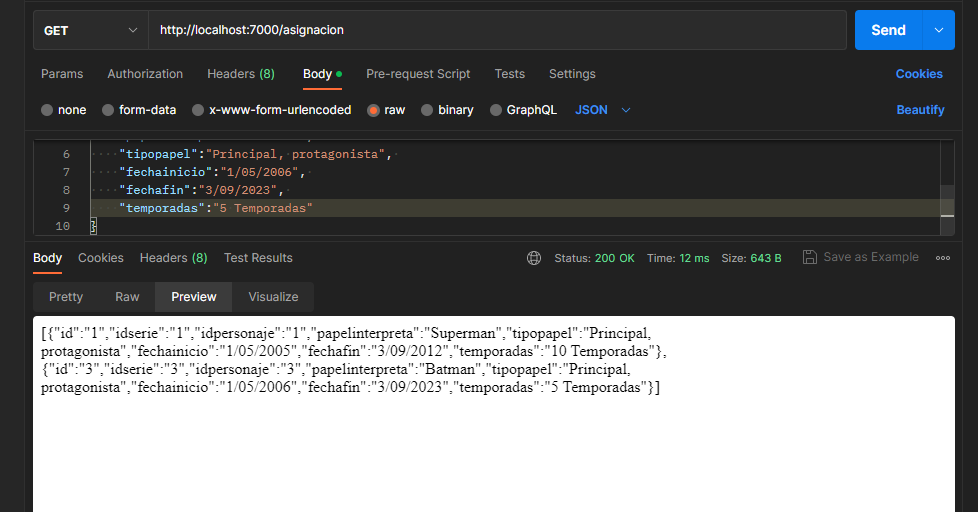 GET http://localhost:7000/asignacion Send
Params Authorization Headers (8) Body Pre-request Script Tests Settings Cookies
none form-data x-www-form-urlencoded raw binary GraphQL JSON Beautify
6 "tipopapel":"Principal, protagonista",
7 "fechainicio":"1/05/2006",
8 "fechafin":"3/09/2023",
9 "temporadas":"5 Temporadas"
10 }
Body Cookies Headers (8) Test Results Status: 200 OK Time: 12 ms Size: 643 B Save as Example
Pretty Raw Preview Visualize
[{"id":"1","idserie":"1","idpersonaje":"1","papelinterpreta":"Superman","tipopapel":"Principal,
protagonista","fechainicio":"1/05/2005","fechafin":"3/09/2012","temporadas":"10 Temporadas"},
{"id":"3","idserie":"3","idpersonaje":"3","papelinterpreta":"Batman","tipopapel":"Principal,
protagonista","fechainicio":"1/05/2006","fechafin":"3/09/2023","temporadas":"5 Temporadas"}]